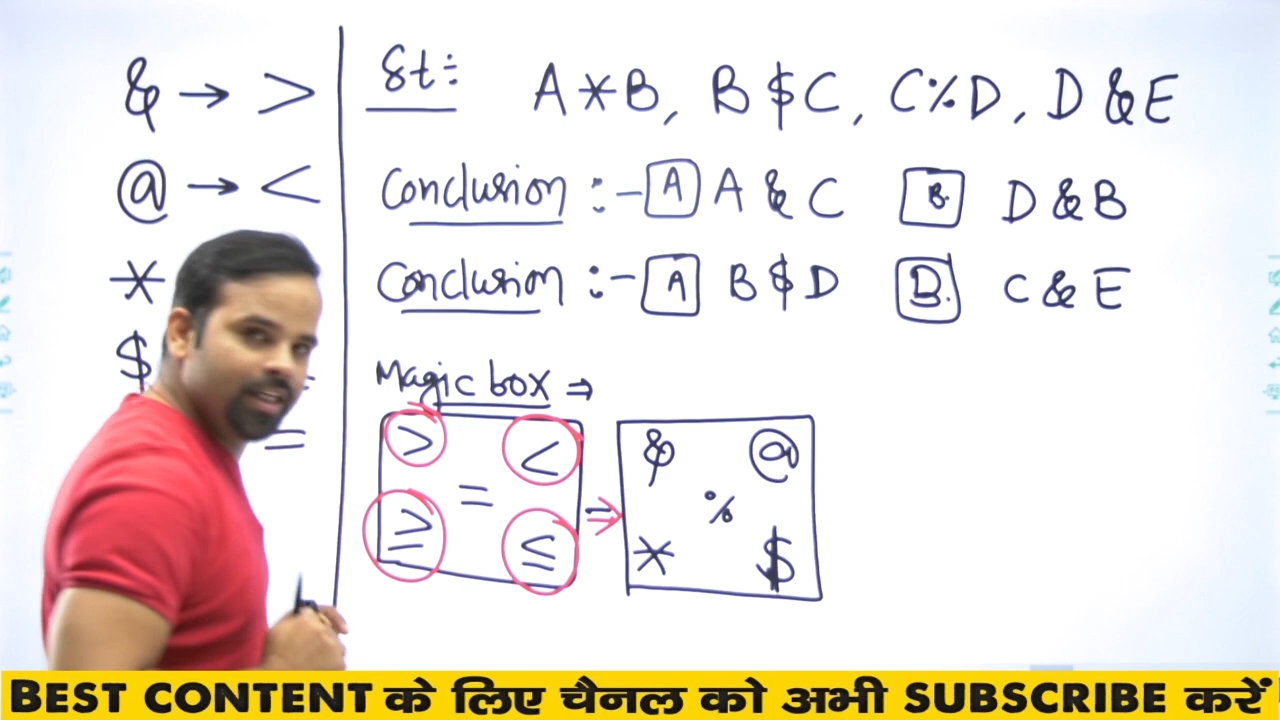 & → >
@ → <
*
$
=
St:
A * B, B $ C, C % D, D & E
Conclusion :- A A & C B. D & B
Conclusion :- A B $ D B. C & E
Magic box ⇒
> <
=
≥ ≤
⇒
& @
%
* $
BEST CONTENT के लिए चैनल को अभी SUBSCRIBE करें